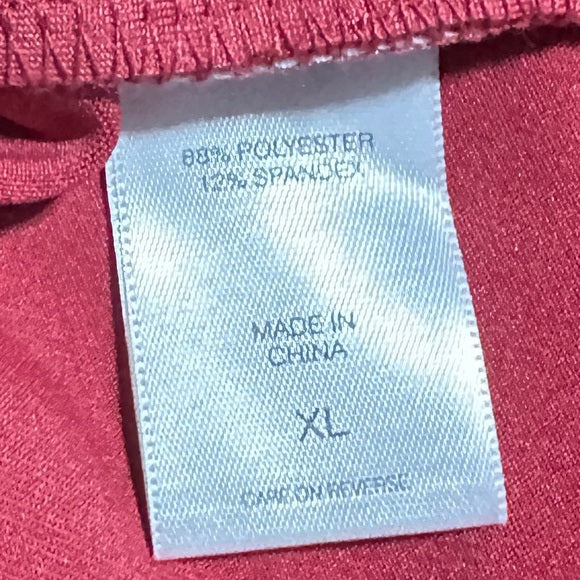 88% POLYESTER
12% SPANDEX
MADE IN
CHINA
XL
CARE ON REVERSE